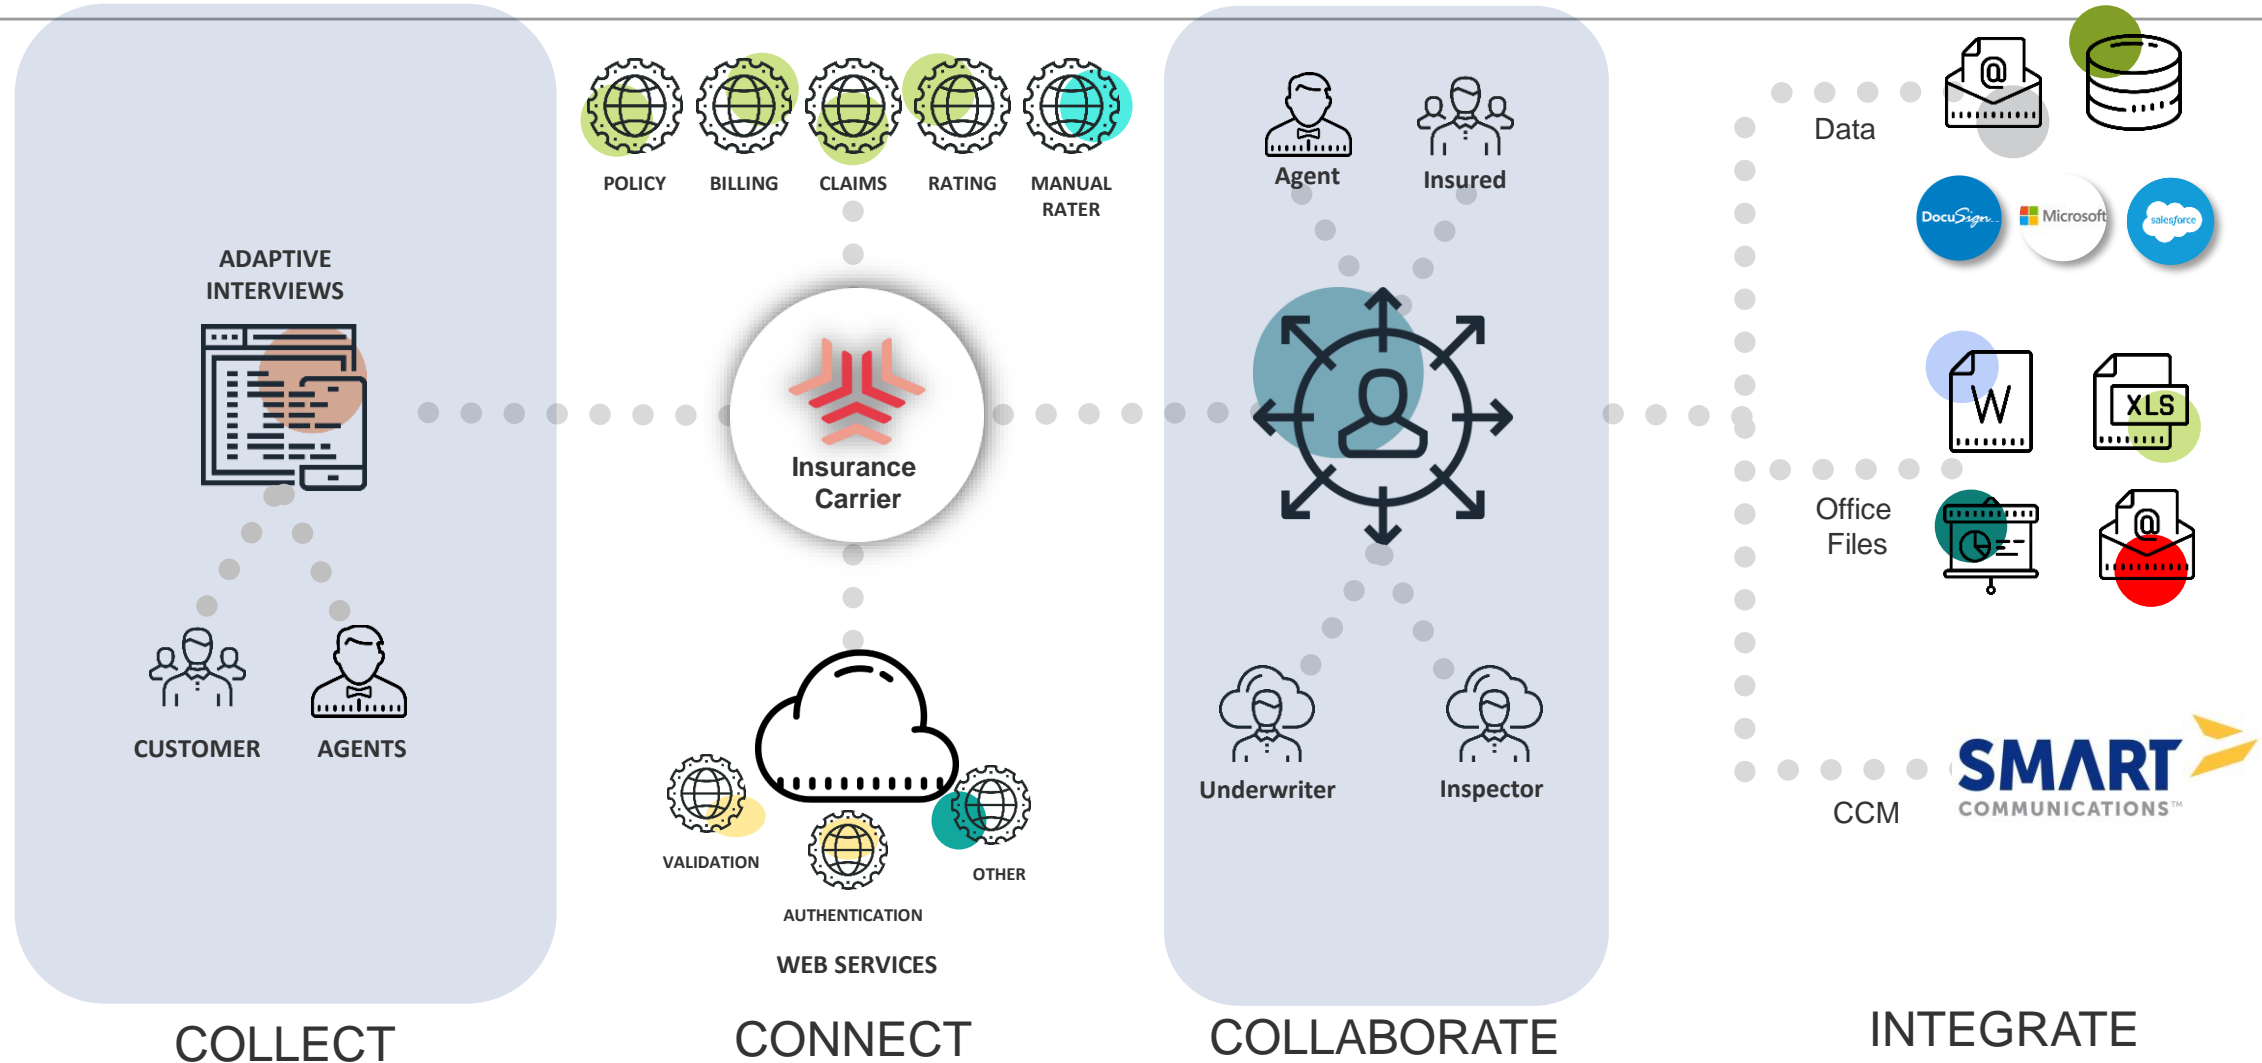 ADAPTIVE
INTERVIEWS
CUSTOMER
AGENTS
COLLECT
POLICY
BILLING
CLAIMS
RATING
MANUAL
RATER
Insurance
Carrier
VALIDATION
AUTHENTICATION
OTHER
WEB SERVICES
CONNECT
Agent
Insured
Underwriter
Inspector
COLLABORATE
@
Data
DocuSign
Microsoft
salesforce
W
XLS
Office
Files
@
SMART
COMMUNICATIONS™
CCM
INTEGRATE